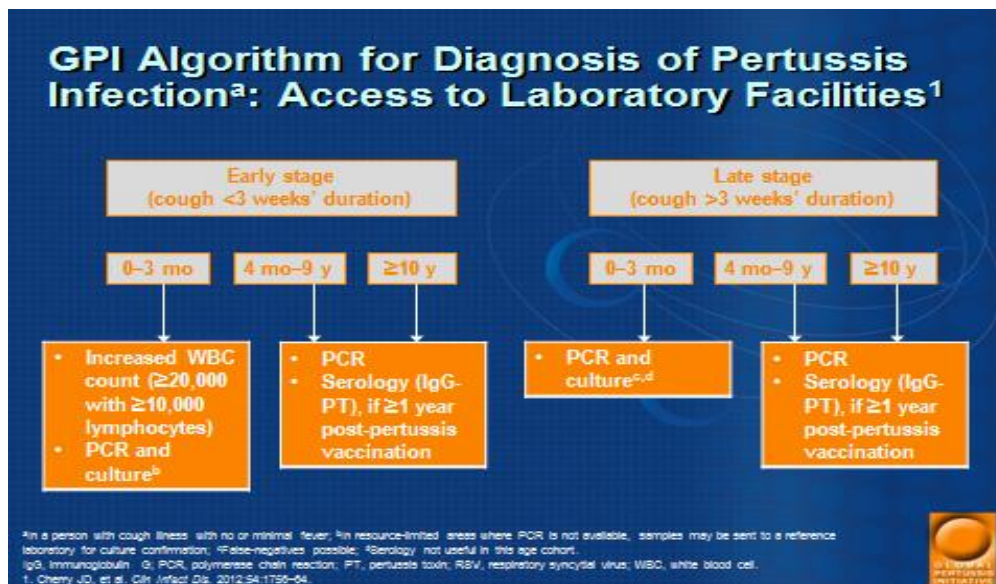 GPI Algorithm for Diagnosis of Pertussis
Infectionᵃ: Access to Laboratory Facilities¹
Early stage
(cough <3 weeks' duration)
Late stage
(cough >3 weeks' duration)
0–3 mo
4 mo–9 y
≥10 y
0–3 mo
4 mo–9 y
≥10 y
• Increased WBC
count (≥20,000
with ≥10,000
lymphocytes)
• PCR and
cultureᵇ
• PCR
• Serology (IgG-
PT), if ≥1 year
post-pertussis
vaccination
• PCR and
cultureᶜ,ᵈ
• PCR
• Serology (IgG-
PT), if ≥1 year
post-pertussis
vaccination
ᵃIn a person with cough illness with no or minimal fever; ᵇIn resource-limited areas where PCR is not available, samples may be sent to a reference
laboratory for culture confirmation; ᶜFalse-negatives possible; ᵈSerology not useful in this age cohort.
IgG, immunoglobulin G; PCR, polymerase chain reaction; PT, pertussis toxin; RSV, respiratory syncytial virus; WBC, white blood cell.
1. Cherry JD, et al. Clin Infect Dis. 2012;54:1756–64.
GLOBAL
PERTUSSIS
INITIATIVE